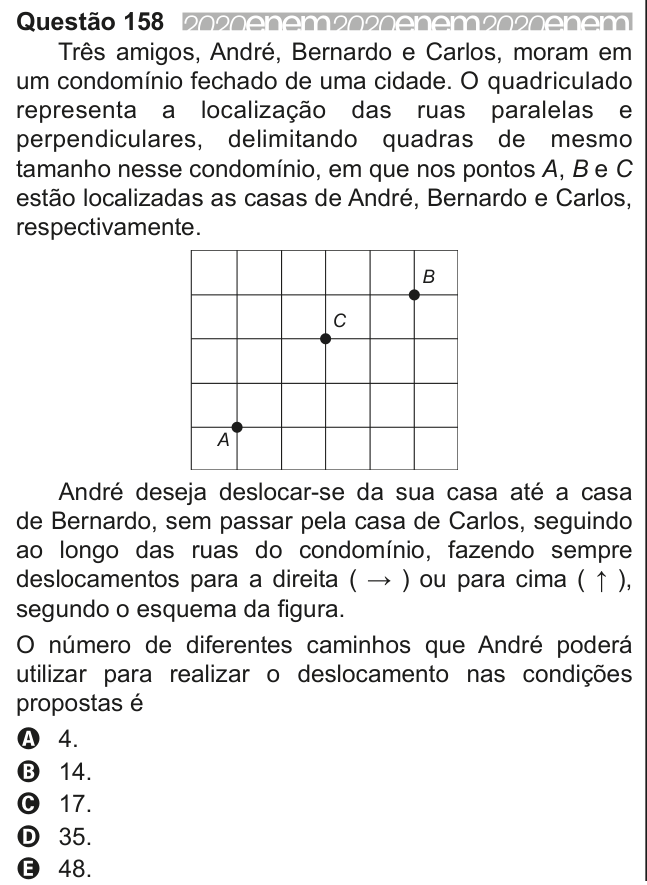 Questão 158 2020enem2020enem2020enem
Três amigos, André, Bernardo e Carlos, moram em
um condomínio fechado de uma cidade. O quadriculado
representa a localização das ruas paralelas e
perpendiculares, delimitando quadras de mesmo
tamanho nesse condomínio, em que nos pontos A, B e C
estão localizadas as casas de André, Bernardo e Carlos,
respectivamente.
B
C
A
André deseja deslocar-se da sua casa até a casa
de Bernardo, sem passar pela casa de Carlos, seguindo
ao longo das ruas do condomínio, fazendo sempre
deslocamentos para a direita ( → ) ou para cima ( ↑ ),
segundo o esquema da figura.
O número de diferentes caminhos que André poderá
utilizar para realizar o deslocamento nas condições
propostas é
A 4.
B 14.
C 17.
D 35.
E 48.